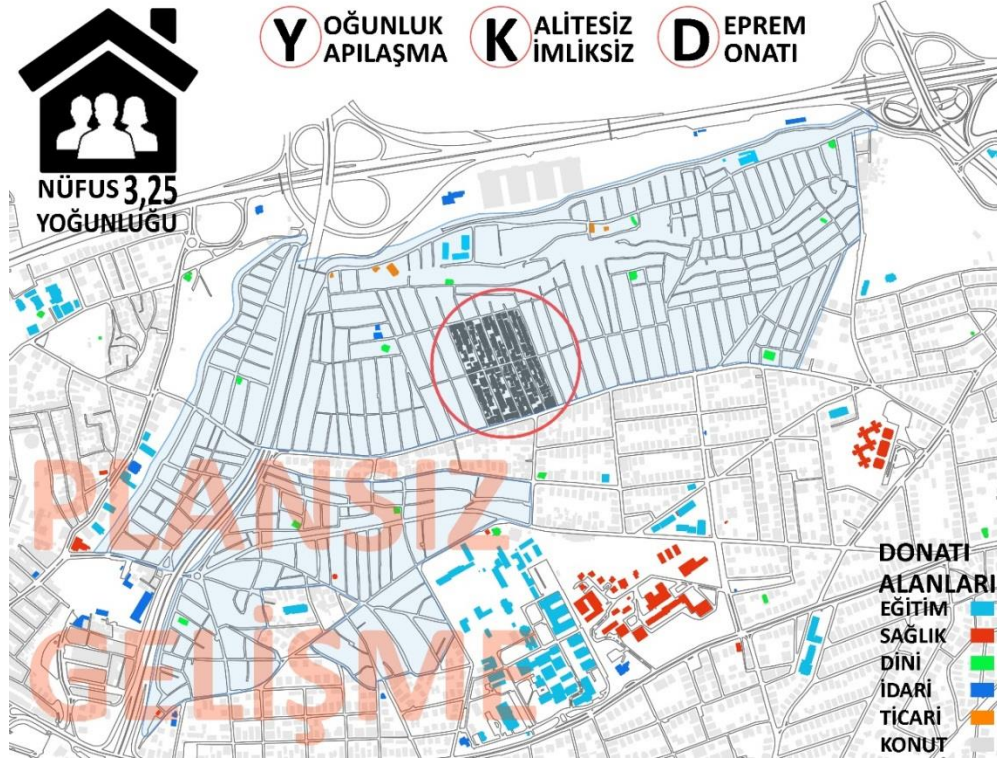 Y OĞUNLUK
APILAŞMA
K ALİTESİZ
İMLİKSİZ
D EPREM
ONATI
NÜFUS 3,25
YOĞUNLUĞU
PLANSIZ
GELİŞME
DONATI
ALANLARI
EĞİTİM
SAĞLIK
DİNİ
İDARİ
TİCARİ
KONUT